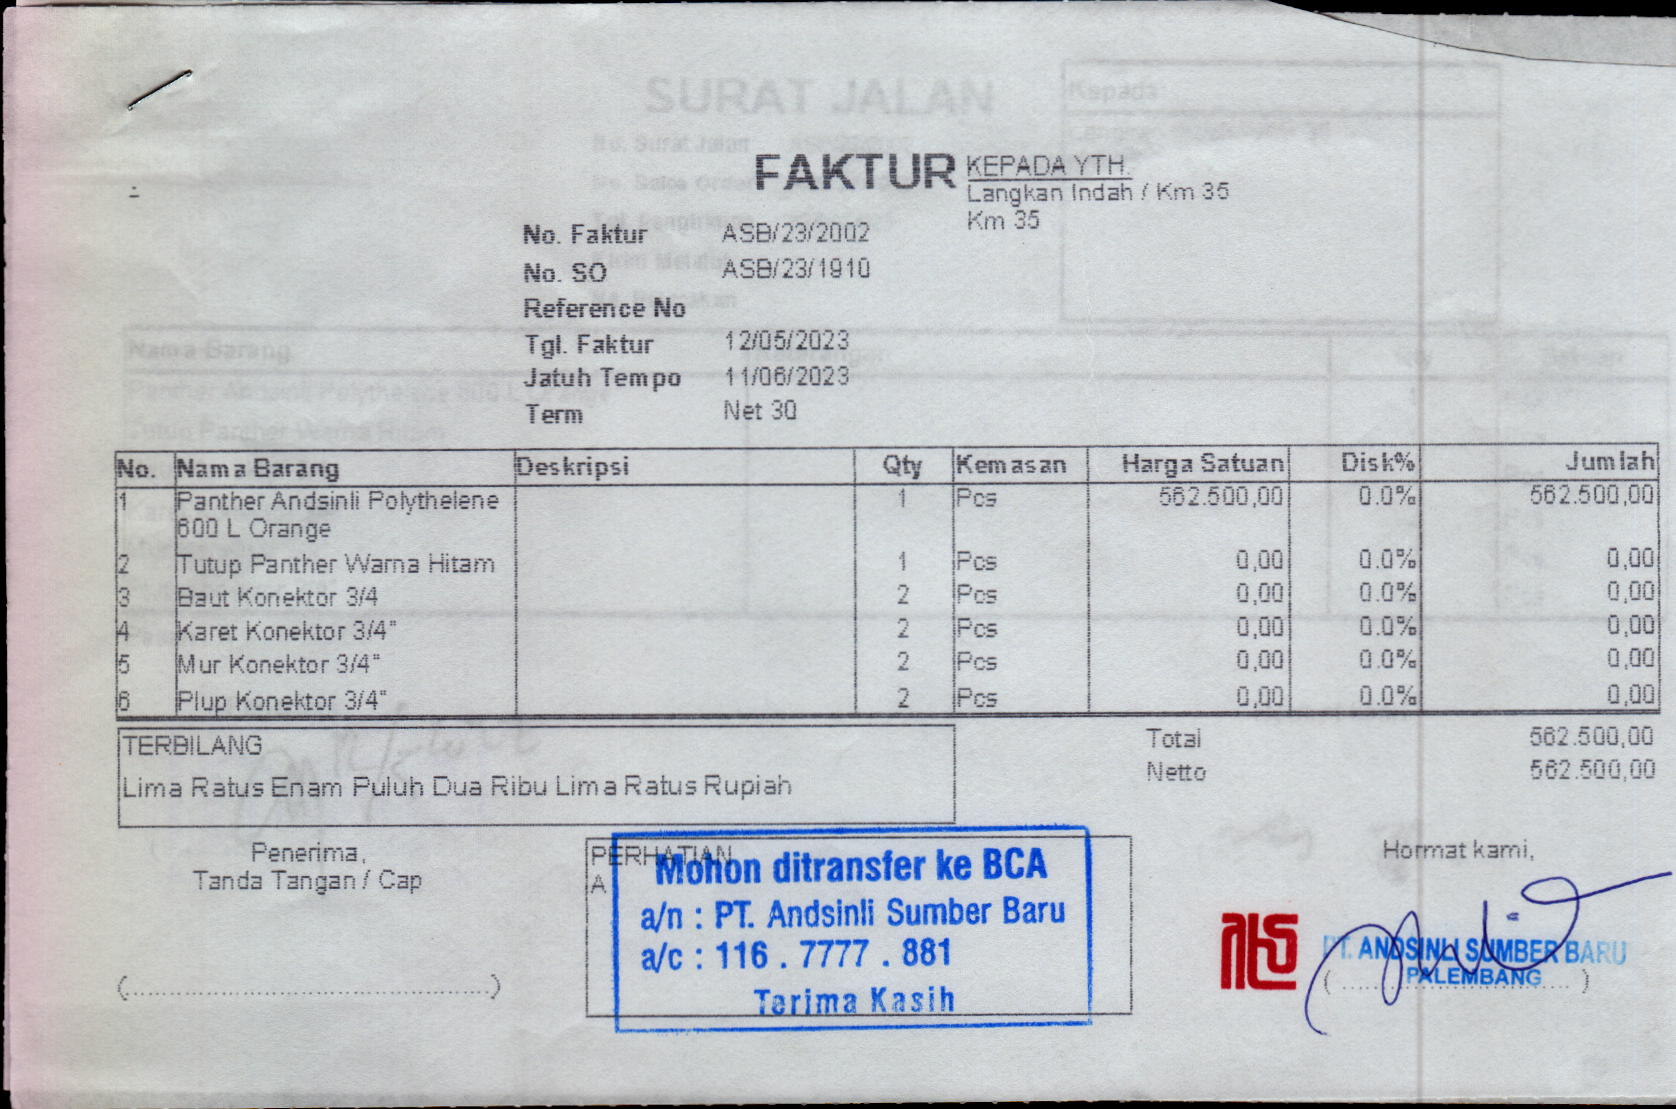 SURAT JALAN
Kepada
No. Surat Jalan
FAKTUR
KEPADA YTH.
Langkan Indah / Km 35
Km 35
No. Faktur ASB/23/2002
No. SO ASB/23/1910
Reference No
Tgl. Faktur 12/05/2023
Jatuh Tempo 11/06/2023
Term Net 30
Nama Barang
No. Nama Barang Deskripsi Qty Kemasan Harga Satuan Disk% Jumlah
1 Panther Andsinli Polythelene 1 Pcs 562.500,00 0.0% 562.500,00
600 L Orange
2 Tutup Panther Warna Hitam 1 Pcs 0,00 0.0% 0,00
3 Baut Konektor 3/4 2 Pcs 0,00 0.0% 0,00
4 Karet Konektor 3/4" 2 Pcs 0,00 0.0% 0,00
5 Mur Konektor 3/4" 2 Pcs 0,00 0.0% 0,00
6 Plup Konektor 3/4" 2 Pcs 0,00 0.0% 0,00
TERBILANG
Lima Ratus Enam Puluh Dua Ribu Lima Ratus Rupiah
Total 562.500,00
Netto 562.500,00
Penerima,
Tanda Tangan / Cap
(........................................)
PERHATIAN
A
Mohon ditransfer ke BCA
a/n : PT. Andsinli Sumber Baru
a/c : 116 . 7777 . 881
Terima Kasih
Hormat kami,
PT. ANDSINLI SUMBER BARU
PALEMBANG
(........................)